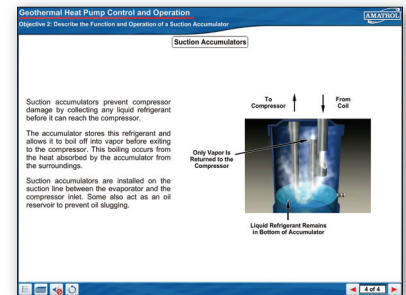 Geothermal Heat Pump Control and Operation
AMATROL
Objective 2: Describe the Function and Operation of a Suction Accumulator
Suction Accumulators
Suction accumulators prevent compressor
damage by collecting any liquid refrigerant
before it can reach the compressor.
The accumulator stores this refrigerant and
allows it to boil off into vapor before exiting
to the compressor. This boiling occurs from
the heat absorbed by the accumulator from
the surroundings.
Suction accumulators are installed on the
suction line between the evaporator and the
compressor inlet. Some also act as an oil
reservoir to prevent oil slugging.
To
Compressor
From
Coil
Only Vapor Is
Returned to the
Compressor
Liquid Refrigerant Remains
in Bottom of Accumulator
4 of 4